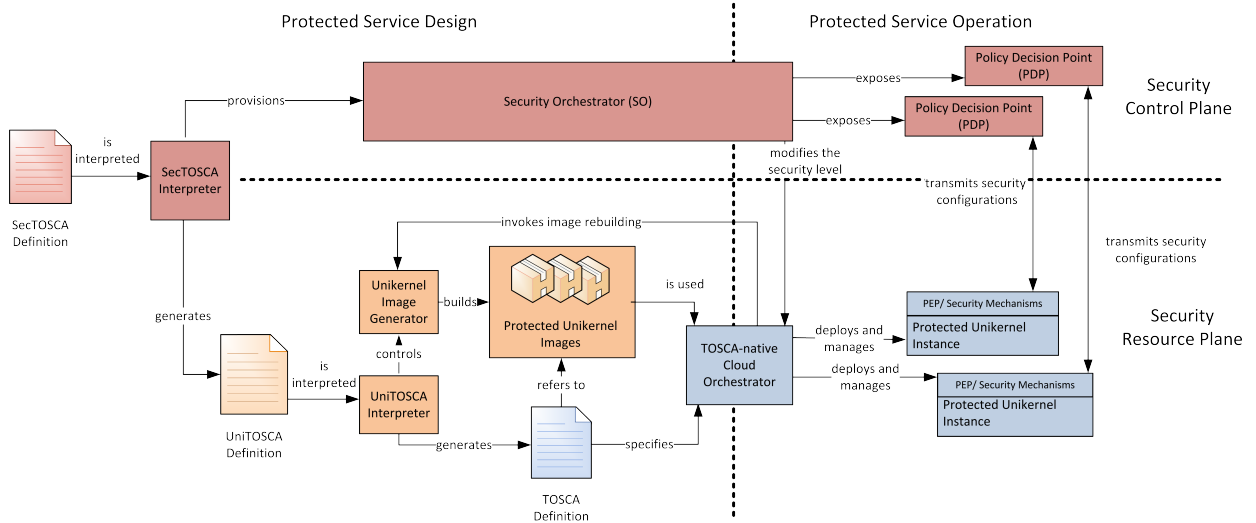 Protected Service Design
Protected Service Operation
Policy Decision Point
(PDP)
exposes
Security
Control Plane
provisions
Security Orchestrator (SO)
exposes
Policy Decision Point
(PDP)
is
interpreted
SecTOSCA
Interpreter
modifies the
security level
transmits security
configurations
SecTOSCA
Definition
invokes image rebuilding
transmits security
configurations
Unikernel
Image
Generator
builds
Protected Unikernel
Images
is used
generates
PEP/ Security Mechanisms
Protected Unikernel
Instance
Security
Resource Plane
deploys and
manages
TOSCA-native
Cloud
Orchestrator
controls
is
interpreted
refers to
deploys and
manages
PEP/ Security Mechanisms
Protected Unikernel
Instance
UniTOSCA
Interpreter
UniTOSCA
Definition
generates
specifies
TOSCA
Definition